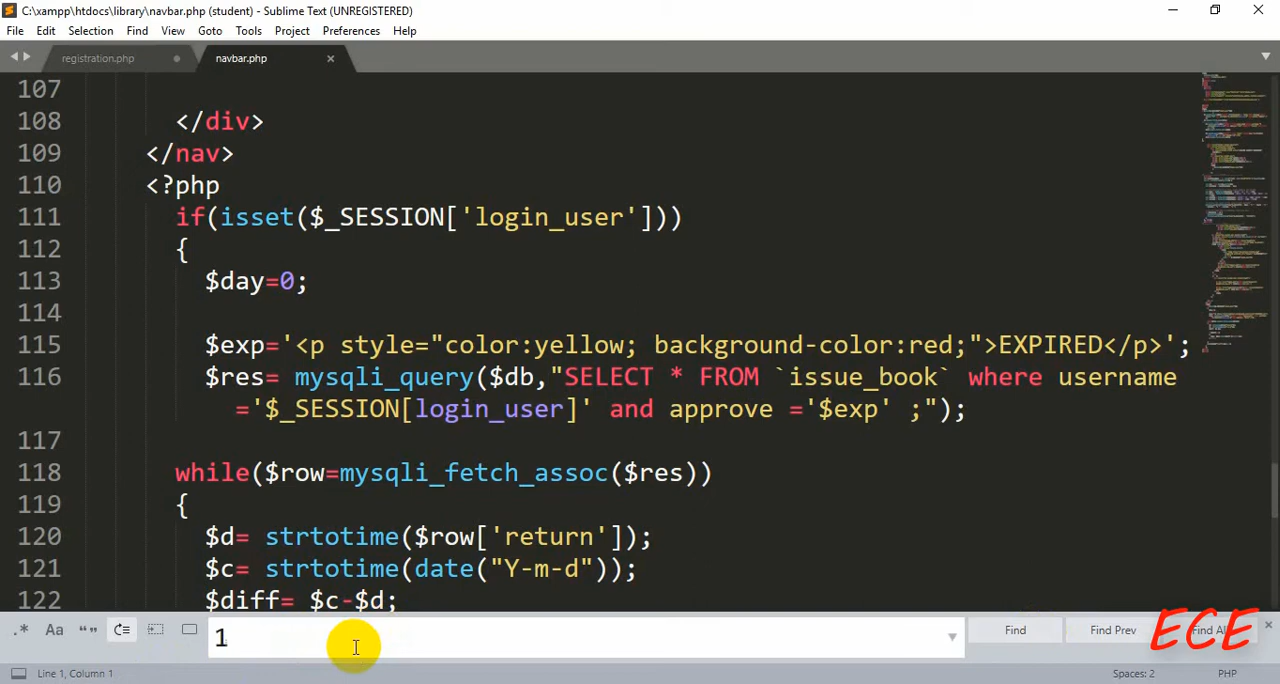 C:\xampp\htdocs\library\navbar.php (student) - Sublime Text (UNREGISTERED)
File Edit Selection Find View Goto Tools Project Preferences Help
registration.php navbar.php
107
108 </div>
109 </nav>
110 <?php
111 if(isset($_SESSION['login_user']))
112 {
113 $day=0;
114
115 $exp='<p style="color:yellow; background-color:red;">EXPIRED</p>';
116 $res= mysqli_query($db,"SELECT * FROM `issue_book` where username
='$_SESSION[login_user]' and approve ='$exp' ;");
117
118 while($row=mysqli_fetch_assoc($res))
119 {
120 $d= strtotime($row['return']);
121 $c= strtotime(date("Y-m-d"));
122 $diff= $c-$d;
.* Aa “” 1 Find Find Prev Find All
ECE
Line 1, Column 1 Spaces: 2 PHP